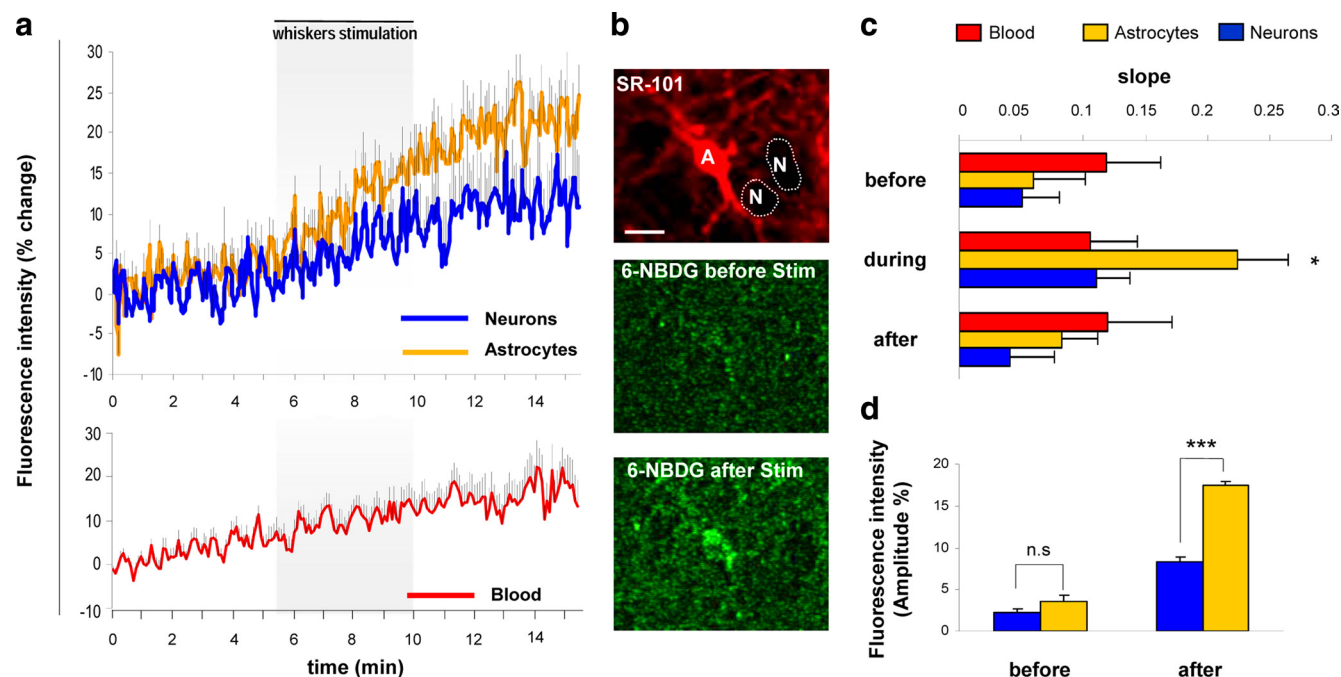 a
whiskers stimulation
Fluorescence intensity (% change)
30
25
20
15
10
5
0
-5
-10
Neurons
Astrocytes
0 2 4 6 8 10 12 14
30
20
10
0
-10
Blood
0 2 4 6 8 10 12 14
time (min)
b
SR-101
A
N
N
6-NBDG before Stim
6-NBDG after Stim
c
Blood Astrocytes Neurons
slope
0 0.05 0.1 0.2 0.25 0.3
before
during
*
after
d
Fluorescence intensity
(Amplitude %)
20
15
10
5
0
n.s
***
before after